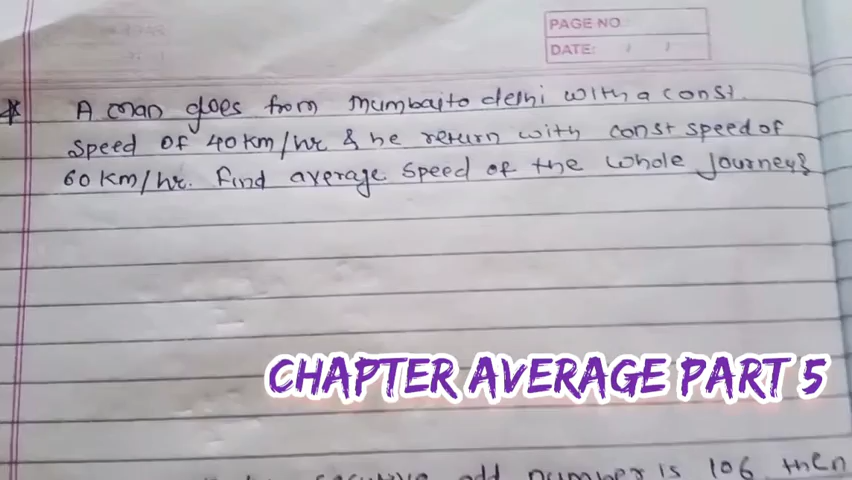 PAGE NO
DATE: / /
* A man goes from mumbai to delhi with a const.
speed of 40 km/hr & he return with const speed of
60 km/hr. Find average speed of the whole journey?
CHAPTER AVERAGE PART 5
odd number is 106 then